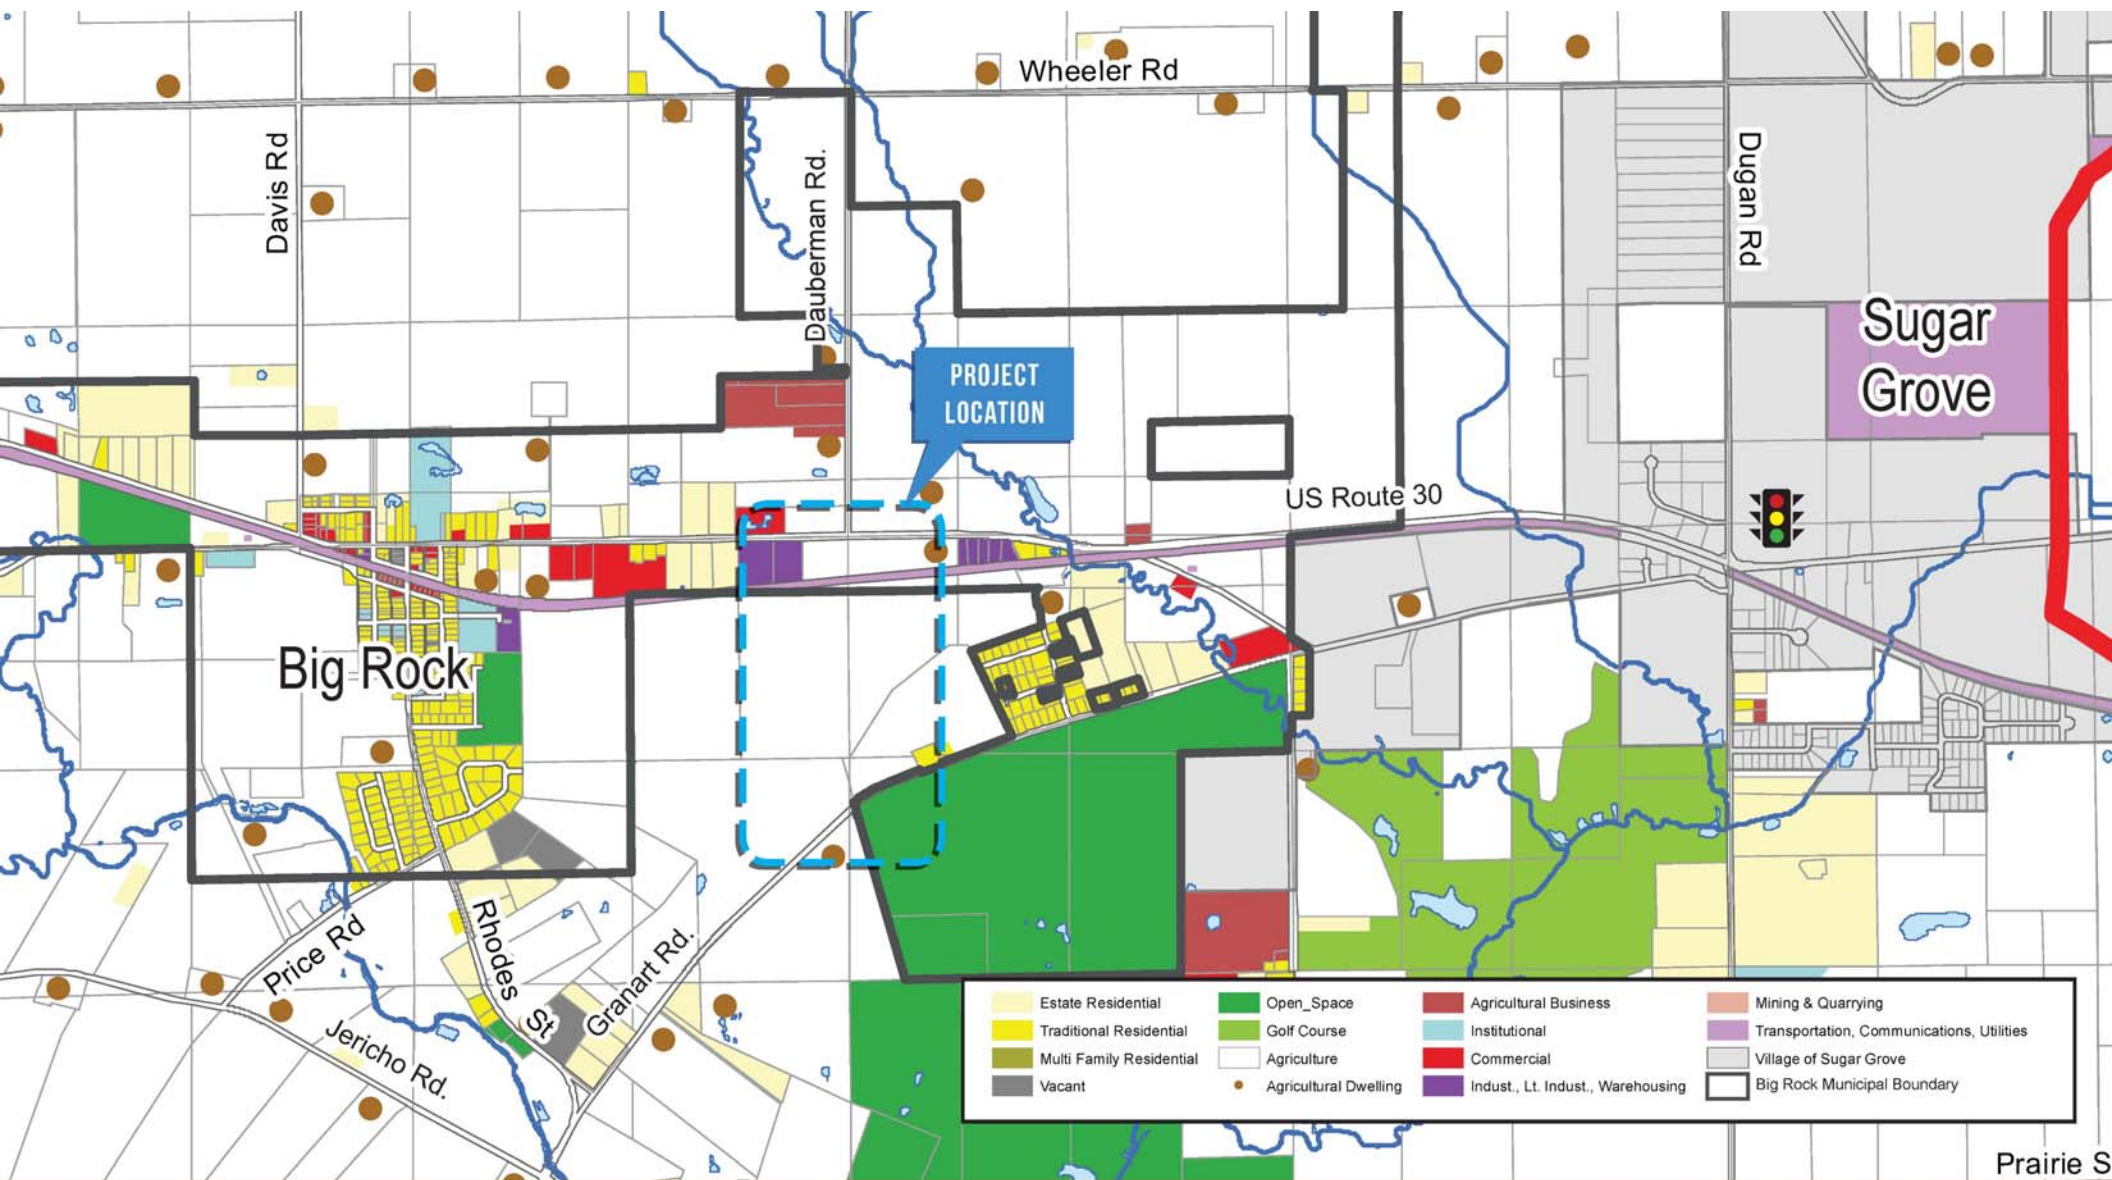 Wheeler Rd
Davis Rd
Dauberman Rd.
Dugan Rd
Sugar
Grove
PROJECT
LOCATION
US Route 30
Big Rock
Rhodes
St
Price Rd
Granart Rd.
Jericho Rd.
Estate Residential
Traditional Residential
Multi Family Residential
Vacant
Open_Space
Golf Course
Agriculture
Agricultural Dwelling
Agricultural Business
Institutional
Commercial
Indust., Lt. Indust., Warehousing
Mining & Quarrying
Transportation, Communications, Utilities
Village of Sugar Grove
Big Rock Municipal Boundary
Prairie S